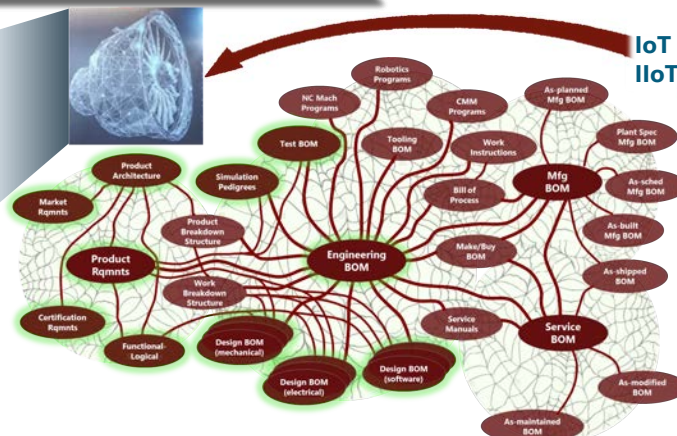 IoT
IIoT
Robotics
Programs
NC Mach
Programs
CMM
Programs
As-planned
Mfg BOM
Test BOM
Tooling
BOM
Work
Instructions
Plant Spec
Mfg BOM
Product
Architecture
Simulation
Pedigrees
Bill of
Process
Mfg
BOM
As-sched
Mfg BOM
Market
Rqmnts
Product
Breakdown
Structure
Make/Buy
BOM
As-built
Mfg BOM
Product
Rqmnts
Engineering
BOM
As-shipped
BOM
Work
Breakdown
Structure
Certification
Rqmnts
Functional-
Logical
Design BOM
(mechanical)
Design BOM
(electrical)
Design BOM
(software)
Service
Manuals
Service
BOM
As-modified
BOM
As-maintained
BOM